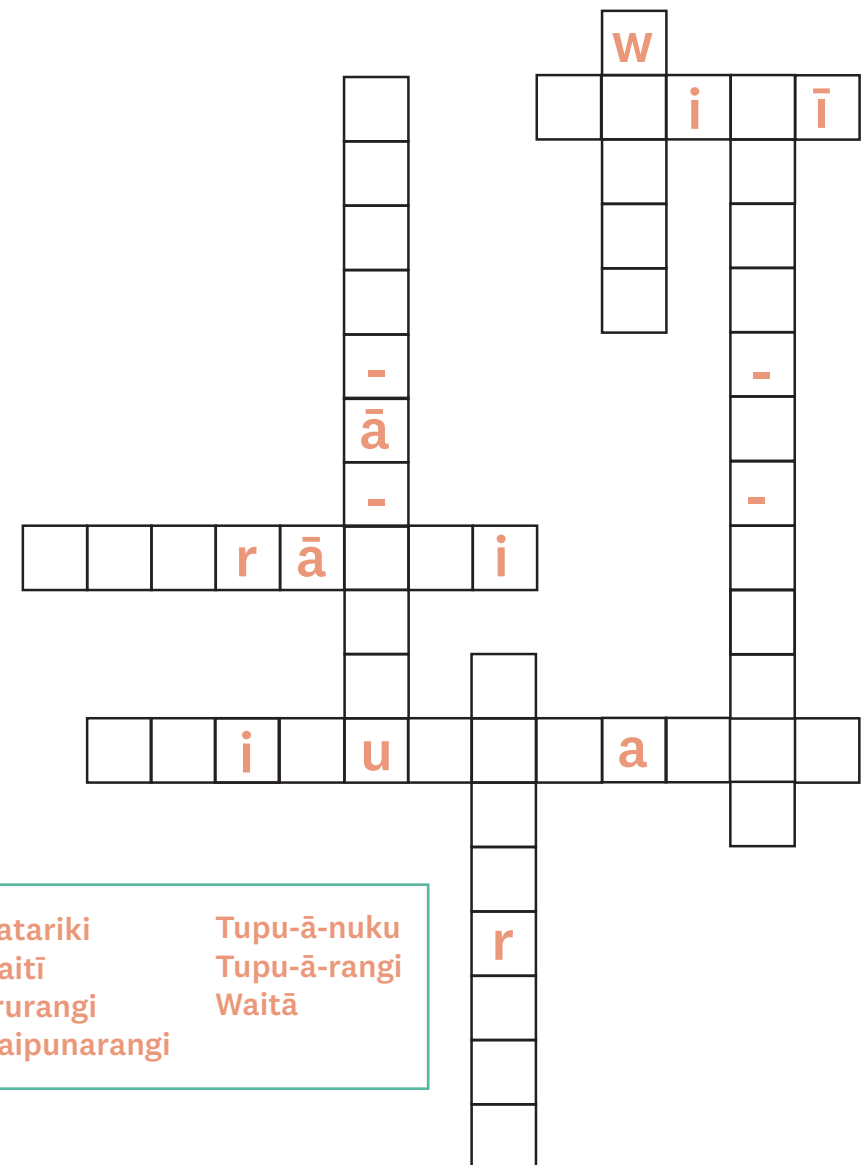 w
i ī
- -
ā
- -
r ā i
i u a
r
atariki
aitī
rurangi
aipunarangi
Tupu-ā-nuku
Tupu-ā-rangi
Waitā